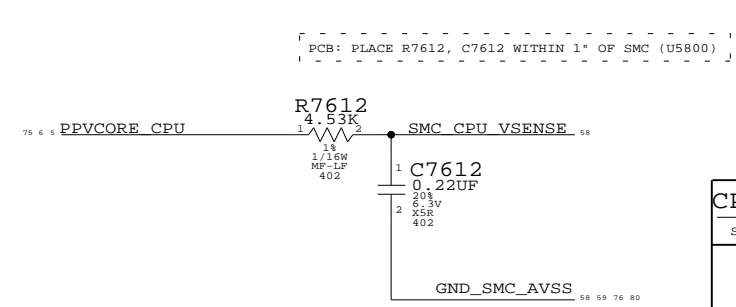 PCB: PLACE R7612, C7612 WITHIN 1" OF SMC (U5800)
R7612
4.53K
75 6 5 PPVCORE_CPU
1 2
SMC_CPU_VSENSE 58
1%
1/16W
MF-LF
402
1 C7612
0.22UF
20%
6.3V
2 X5R
402
GND_SMC_AVSS 58 59 76 80